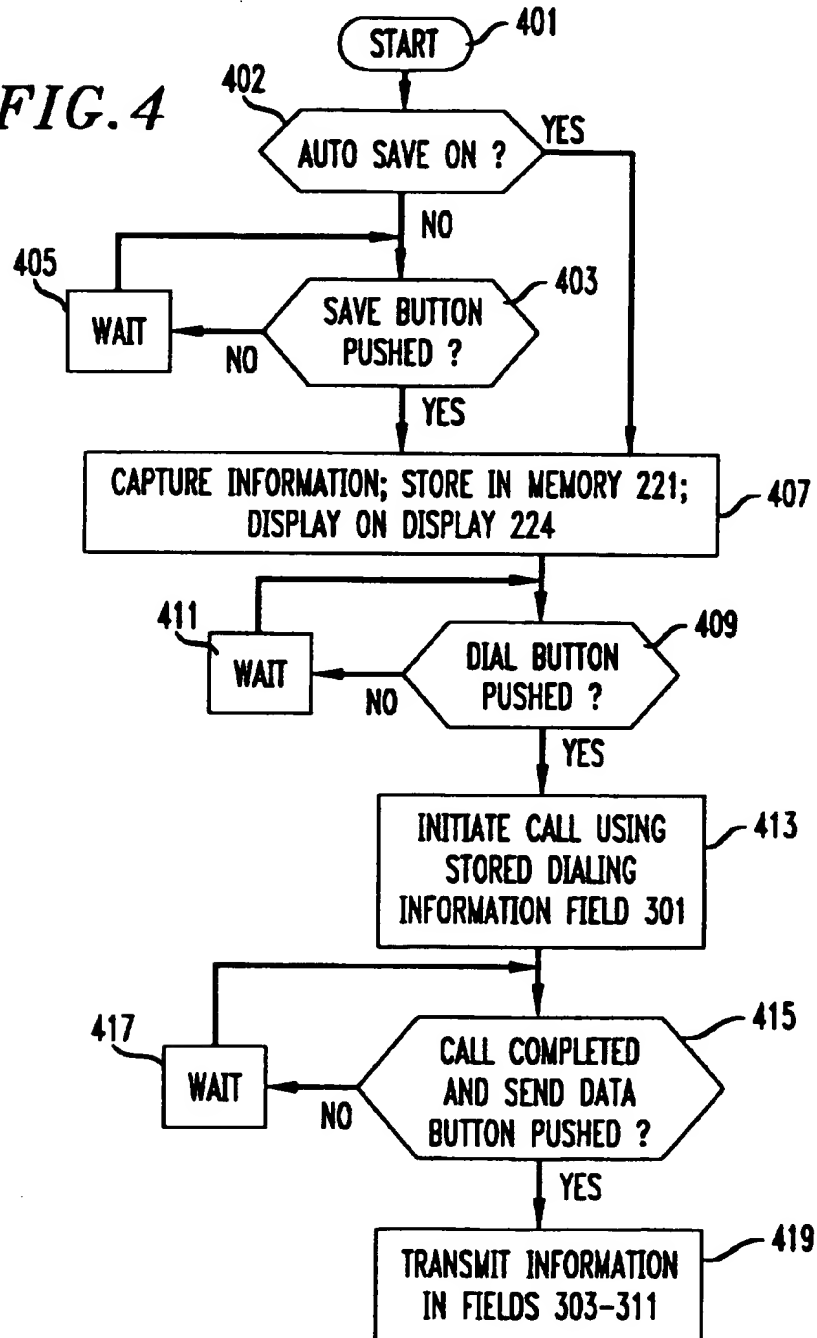 FIG. 4
START
401
402
AUTO SAVE ON ?
YES
NO
405
WAIT
NO
SAVE BUTTON
PUSHED ?
403
YES
CAPTURE INFORMATION; STORE IN MEMORY 221;
DISPLAY ON DISPLAY 224
407
411
WAIT
NO
DIAL BUTTON
PUSHED ?
409
YES
INITIATE CALL USING
STORED DIALING
INFORMATION FIELD 301
413
417
WAIT
NO
CALL COMPLETED
AND SEND DATA
BUTTON PUSHED ?
415
YES
TRANSMIT INFORMATION
IN FIELDS 303-311
419